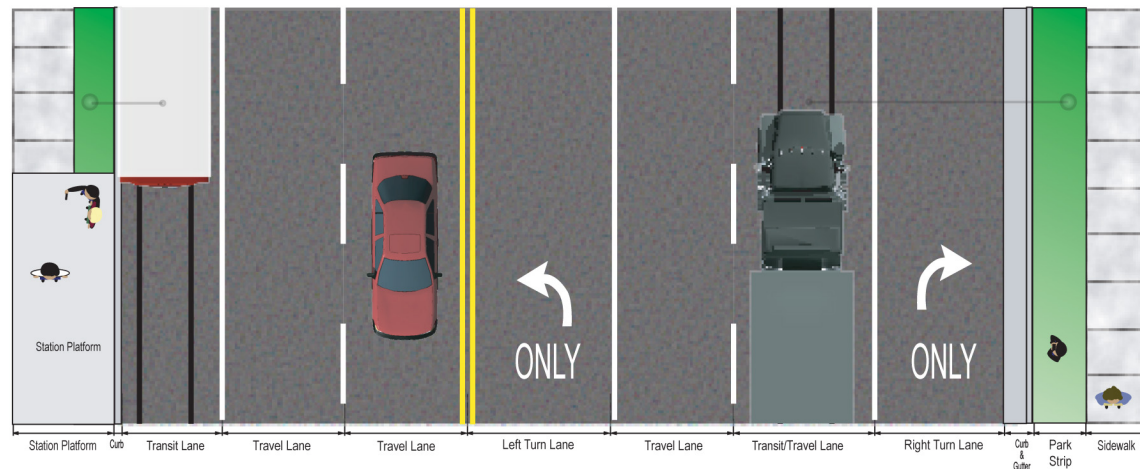 ONLY
ONLY
Station Platform
Station Platform
Curb
Transit Lane
Travel Lane
Travel Lane
Left Turn Lane
Travel Lane
Transit/Travel Lane
Right Turn Lane
Curb
&
Gutter
Park
Strip
Sidewalk